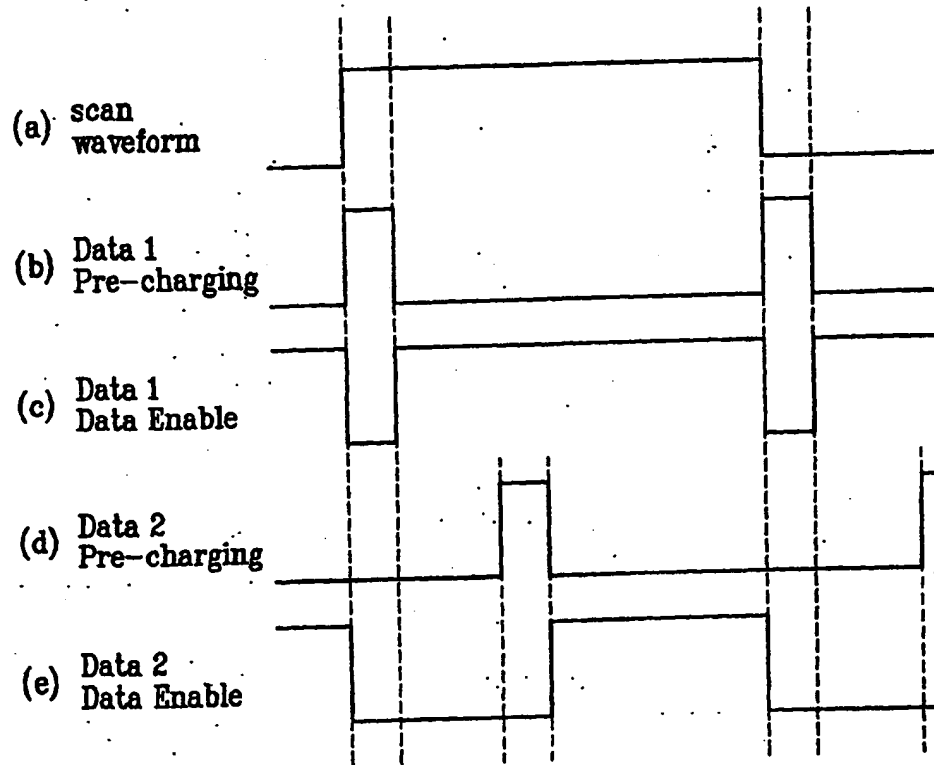 (a) scan
waveform
(b) Data 1
Pre-charging
(c) Data 1
Data Enable
(d) Data 2
Pre-charging
(e) Data 2
Data Enable